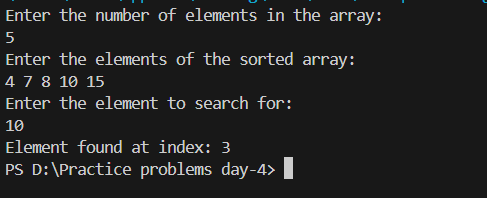 Enter the number of elements in the array:
5
Enter the elements of the sorted array:
4 7 8 10 15
Enter the element to search for:
10
Element found at index: 3
PS D:\Practice problems day-4>